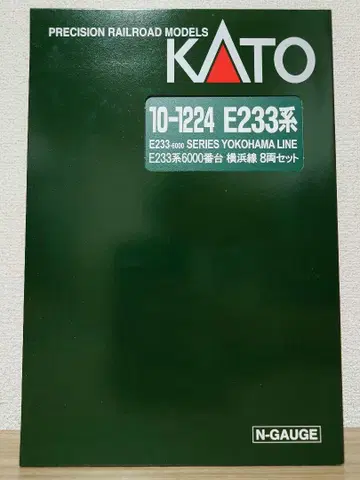 PRECISION RAILROAD MODELS
KATO
10-1224 E233系
E233-6000 SERIES YOKOHAMA LINE
E233系6000番台 横浜線 8両セット
N-GAUGE